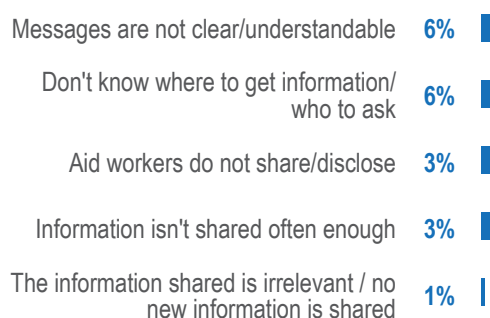 Messages are not clear/understandable 6%
Don't know where to get information/
who to ask 6%
Aid workers do not share/disclose 3%
Information isn't shared often enough 3%
The information shared is irrelevant / no
new information is shared 1%